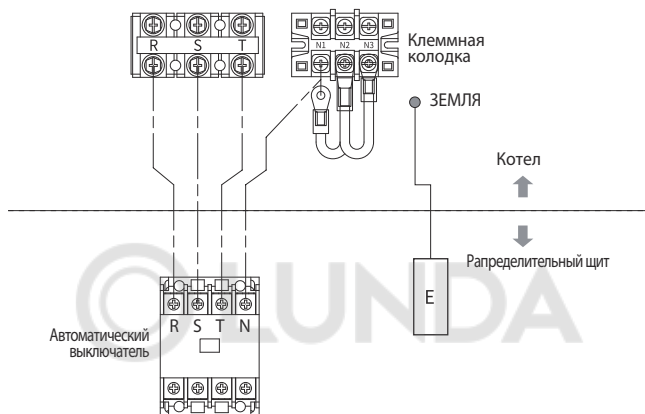 R S T
N1 N2 N3
Клеммная
колодка
ЗЕМЛЯ
Котел
Рапределительный щит
LUNDA
E
R S T N
Автоматический
выключатель